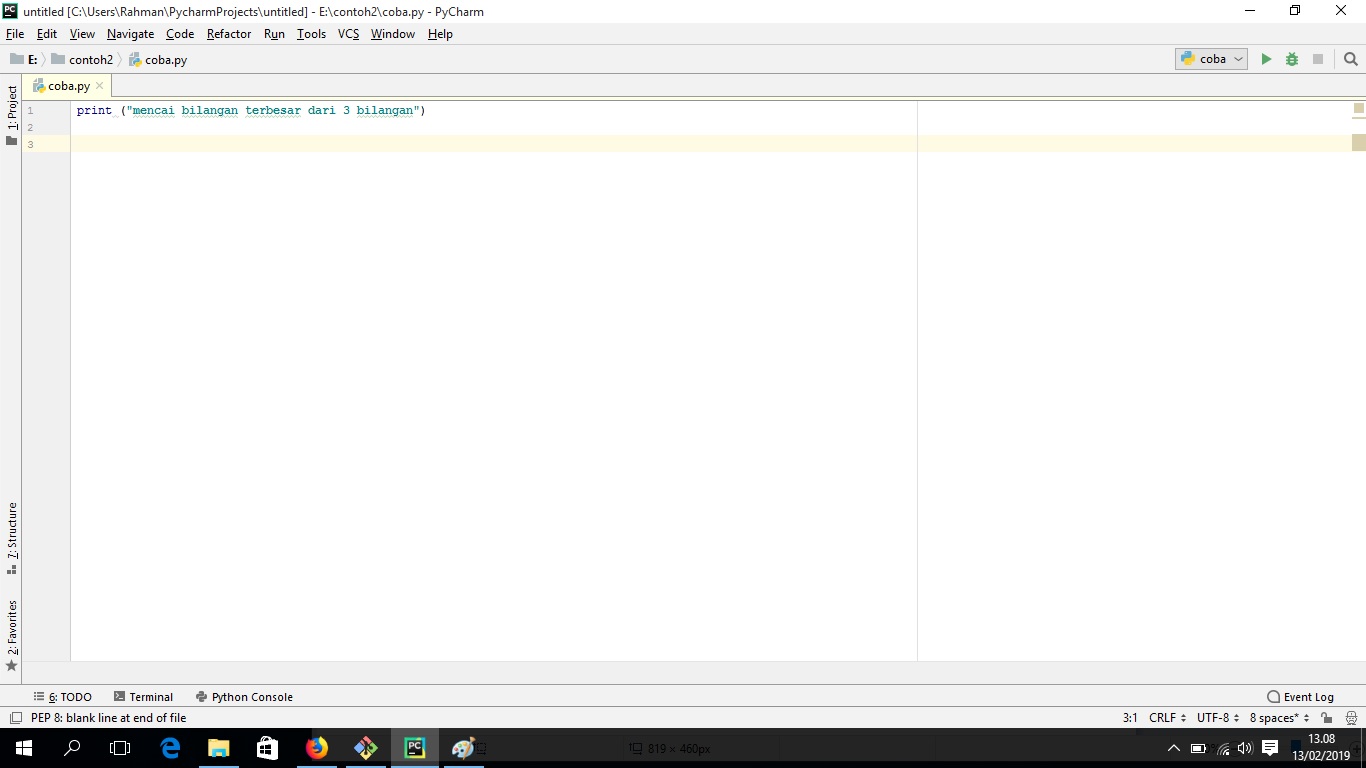 untitled [C:\Users\Rahman\PycharmProjects\untitled] - E:\contoh2\coba.py - PyCharm
File Edit View Navigate Code Refactor Run Tools VCS Window Help
E: contoh2 coba.py coba
coba.py
1: Project
1 print ("mencai bilangan terbesar dari 3 bilangan")
2
3
7: Structure
2: Favorites
6: TODO Terminal Python Console Event Log
PEP 8: blank line at end of file 3:1 CRLF UTF-8 8 spaces*
819 × 460px
13.08
13/02/2019